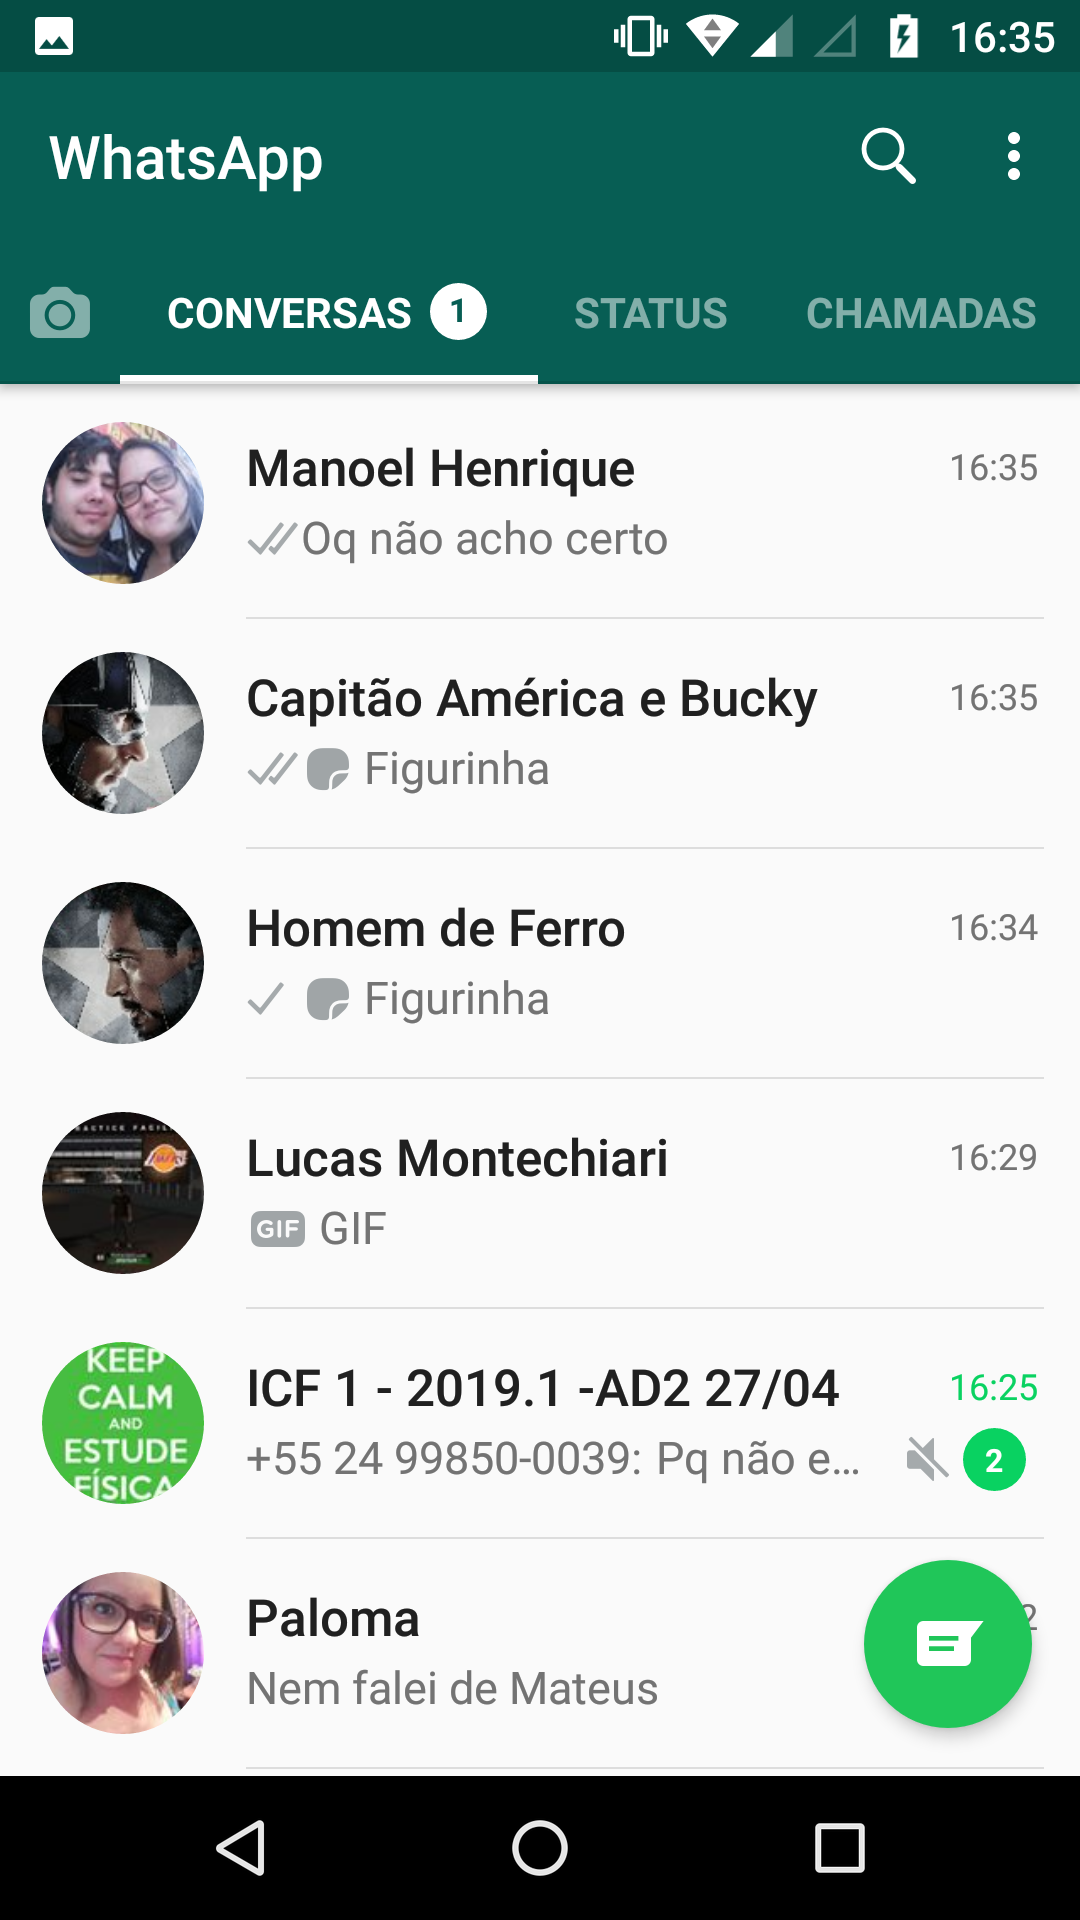 16:35
WhatsApp
CONVERSAS 1 STATUS CHAMADAS
Manoel Henrique 16:35
Oq não acho certo
Capitão América e Bucky 16:35
Figurinha
Homem de Ferro 16:34
Figurinha
PRACTICE FACIL
Lucas Montechiari 16:29
GIF GIF
KEEP
CALM
AND
ESTUDE
FÍSICA
ICF 1 - 2019.1 -AD2 27/04 16:25
+55 24 99850-0039: Pq não e... 2
Paloma 2
Nem falei de Mateus